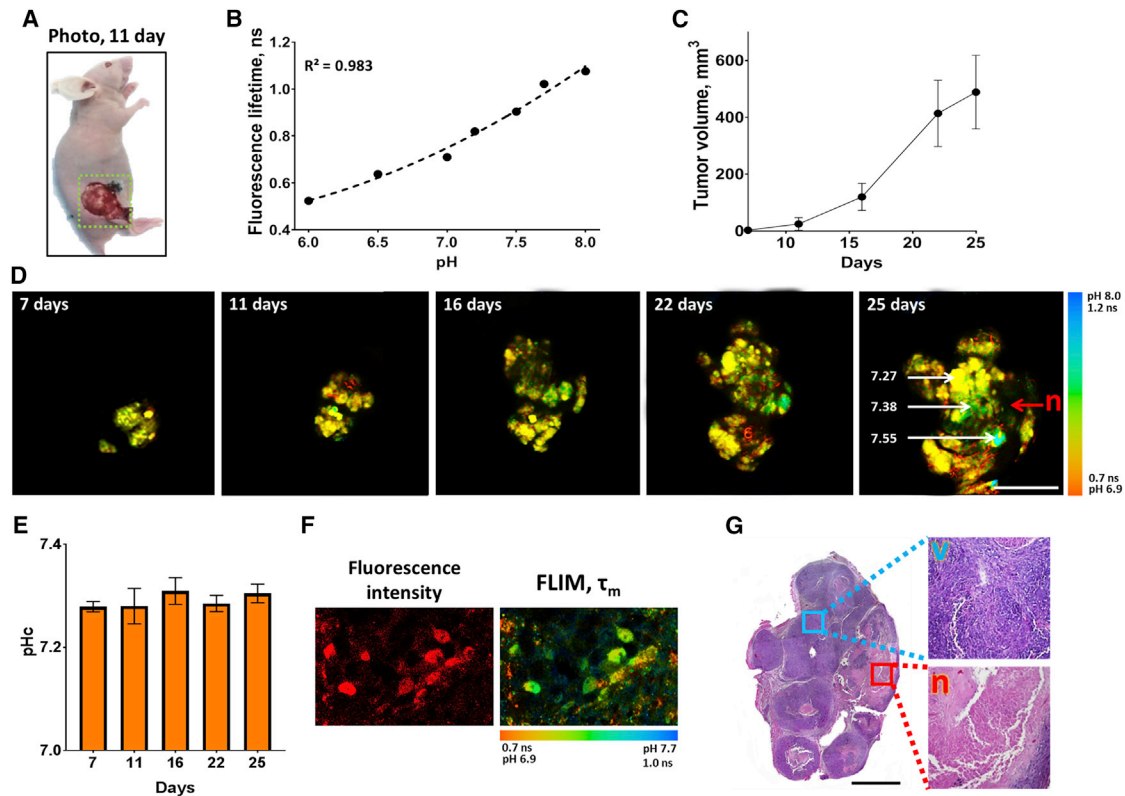 A
Photo, 11 day
B
Fluorescence lifetime, ns
1.2
1.0
0.8
0.6
0.4
R² = 0.983
6.0 6.5 7.0 7.5 8.0
pH
C
Tumor volume, mm³
600
400
200
0
10 15 20 25
Days
D
7 days
11 days
16 days
22 days
25 days
7.27
7.38
7.55
n
pH 8.0
1.2 ns
0.7 ns
pH 6.9
E
pHc
7.4
7.2
7.0
7 11 16 22 25
Days
F
Fluorescence
intensity
FLIM, τm
0.7 ns
pH 6.9
pH 7.7
1.0 ns
G
v
n